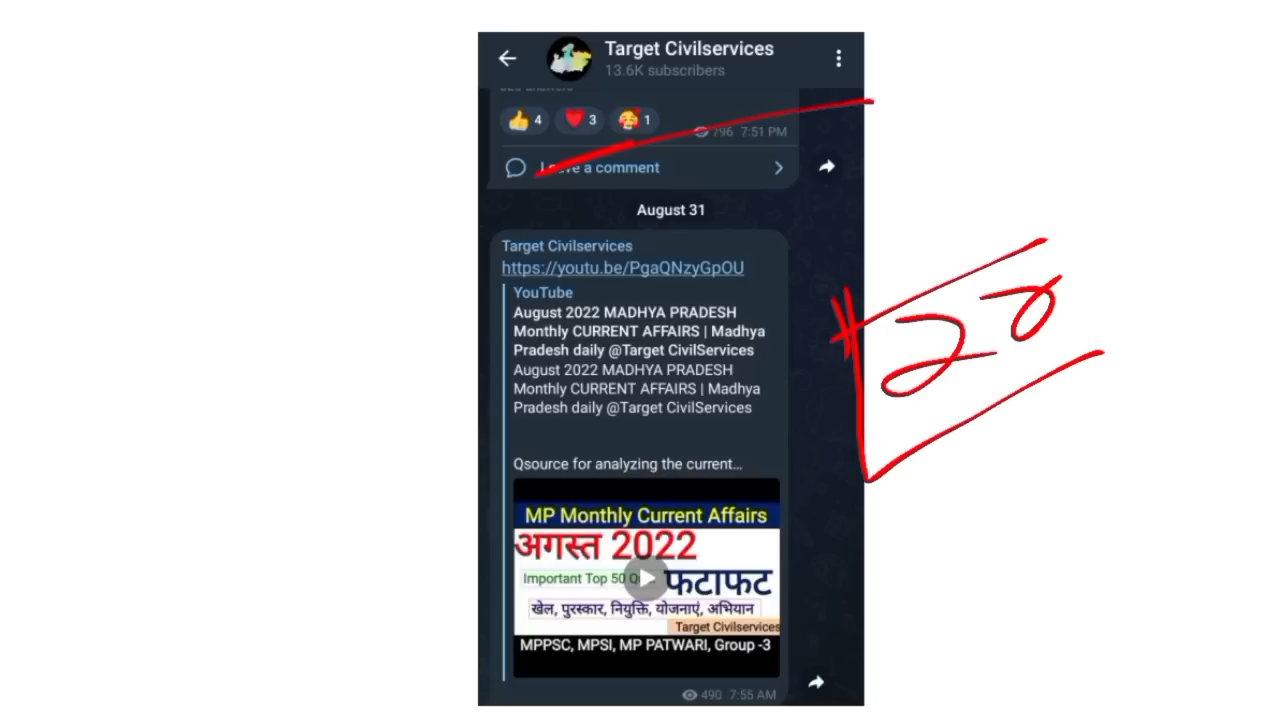 Target Civilservices
13.6K subscribers
4 3 1
796 7:51 PM
Leave a comment
August 31
Target Civilservices
https://youtu.be/PgaQNzyGpOU
YouTube
August 2022 MADHYA PRADESH
Monthly CURRENT AFFAIRS | Madhya
Pradesh daily @Target CivilServices
August 2022 MADHYA PRADESH
Monthly CURRENT AFFAIRS | Madhya
Pradesh daily @Target CivilServices
Qsource for analyzing the current...
MP Monthly Current Affairs
अगस्त 2022
Important Top 50
फटाफट
खेल, पुरस्कार, नियुक्ति, योजनाएं, अभियान
Target Civilservices
MPPSC, MPSI, MP PATWARI, Group -3
490 7:55 AM